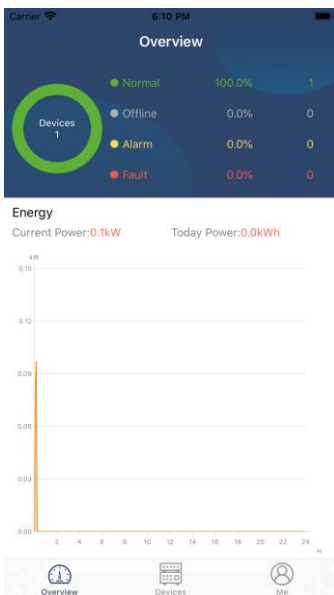 Carrier 6:10 PM
Overview
Devices
1
Normal 100.0% 1
Offline 0.0% 0
Alarm 0.0% 0
Fault 0.0% 0
Energy
Current Power:0.1kW Today Power:0.0kWh
kW
0.15
0.12
0.09
0.06
0.03
0.00
2 4 6 8 10 12 14 16 18 20 22 24
H
Overview Devices Me